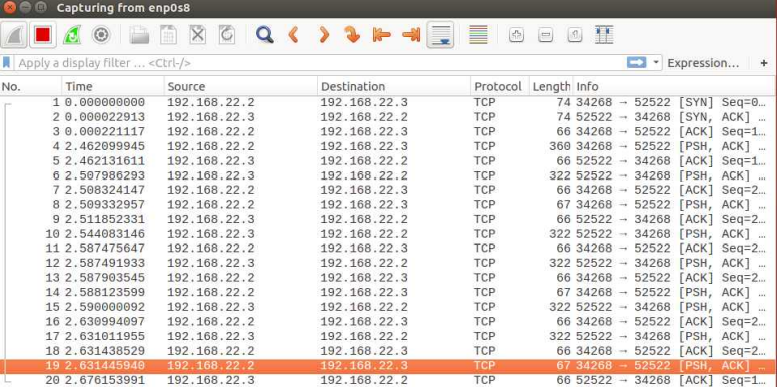 Capturing from enp0s8
Apply a display filter ... <Ctrl-/> Expression... +
No. Time Source Destination Protocol Length Info
1 0.000000000 192.168.22.2 192.168.22.3 TCP 74 34268 → 52522 [SYN] Seq=0…
2 0.000022913 192.168.22.3 192.168.22.2 TCP 74 52522 → 34268 [SYN, ACK] …
3 0.000221117 192.168.22.2 192.168.22.3 TCP 66 34268 → 52522 [ACK] Seq=1…
4 2.462099945 192.168.22.2 192.168.22.3 TCP 360 34268 → 52522 [PSH, ACK] …
5 2.462131611 192.168.22.3 192.168.22.2 TCP 66 52522 → 34268 [ACK] Seq=1…
6 2.507986293 192.168.22.3 192.168.22.2 TCP 322 52522 → 34268 [PSH, ACK] …
7 2.508324147 192.168.22.2 192.168.22.3 TCP 66 34268 → 52522 [ACK] Seq=2…
8 2.509332957 192.168.22.2 192.168.22.3 TCP 67 34268 → 52522 [PSH, ACK] …
9 2.511852331 192.168.22.3 192.168.22.2 TCP 66 52522 → 34268 [ACK] Seq=2…
10 2.544083146 192.168.22.3 192.168.22.2 TCP 322 52522 → 34268 [PSH, ACK] …
11 2.587475647 192.168.22.2 192.168.22.3 TCP 66 34268 → 52522 [ACK] Seq=2…
12 2.587491933 192.168.22.3 192.168.22.2 TCP 322 52522 → 34268 [PSH, ACK] …
13 2.587903545 192.168.22.2 192.168.22.3 TCP 66 34268 → 52522 [ACK] Seq=2…
14 2.588123599 192.168.22.2 192.168.22.3 TCP 67 34268 → 52522 [PSH, ACK] …
15 2.590000092 192.168.22.3 192.168.22.2 TCP 322 52522 → 34268 [PSH, ACK] …
16 2.630994097 192.168.22.2 192.168.22.3 TCP 66 34268 → 52522 [ACK] Seq=2…
17 2.631011955 192.168.22.3 192.168.22.2 TCP 322 52522 → 34268 [PSH, ACK] …
18 2.631438529 192.168.22.2 192.168.22.3 TCP 66 34268 → 52522 [ACK] Seq=2…
19 2.631445940 192.168.22.2 192.168.22.3 TCP 67 34268 → 52522 [PSH, ACK] …
20 2.676153991 192.168.22.3 192.168.22.2 TCP 66 52522 → 34268 [ACK] Seq=1…